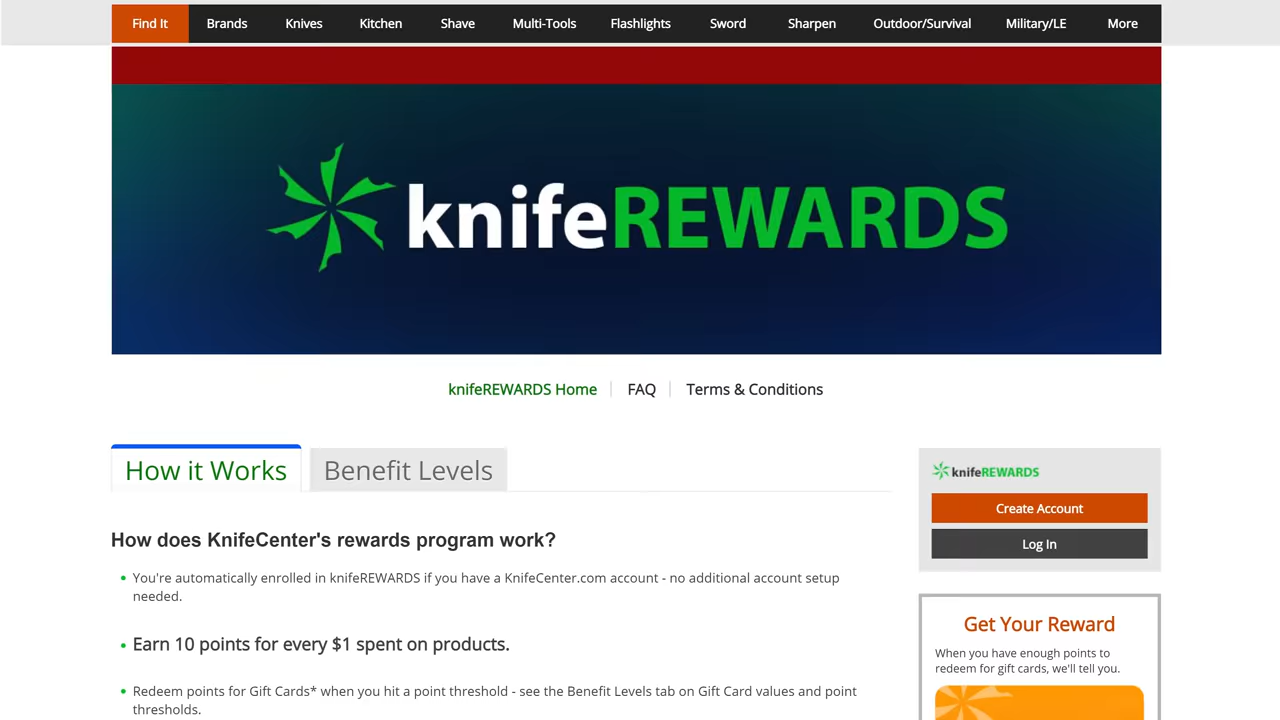 Find It Brands Knives Kitchen Shave Multi-Tools Flashlights Sword Sharpen Outdoor/Survival Military/LE More
knifeREWARDS
knifeREWARDS Home FAQ Terms & Conditions
How it Works Benefit Levels
How does KnifeCenter's rewards program work?
You're automatically enrolled in knifeREWARDS if you have a KnifeCenter.com account - no additional account setup
needed.
Earn 10 points for every $1 spent on products.
Redeem points for Gift Cards* when you hit a point threshold - see the Benefit Levels tab on Gift Card values and point
thresholds.
knifeREWARDS
Create Account
Log In
Get Your Reward
When you have enough points to
redeem for gift cards, we'll tell you.